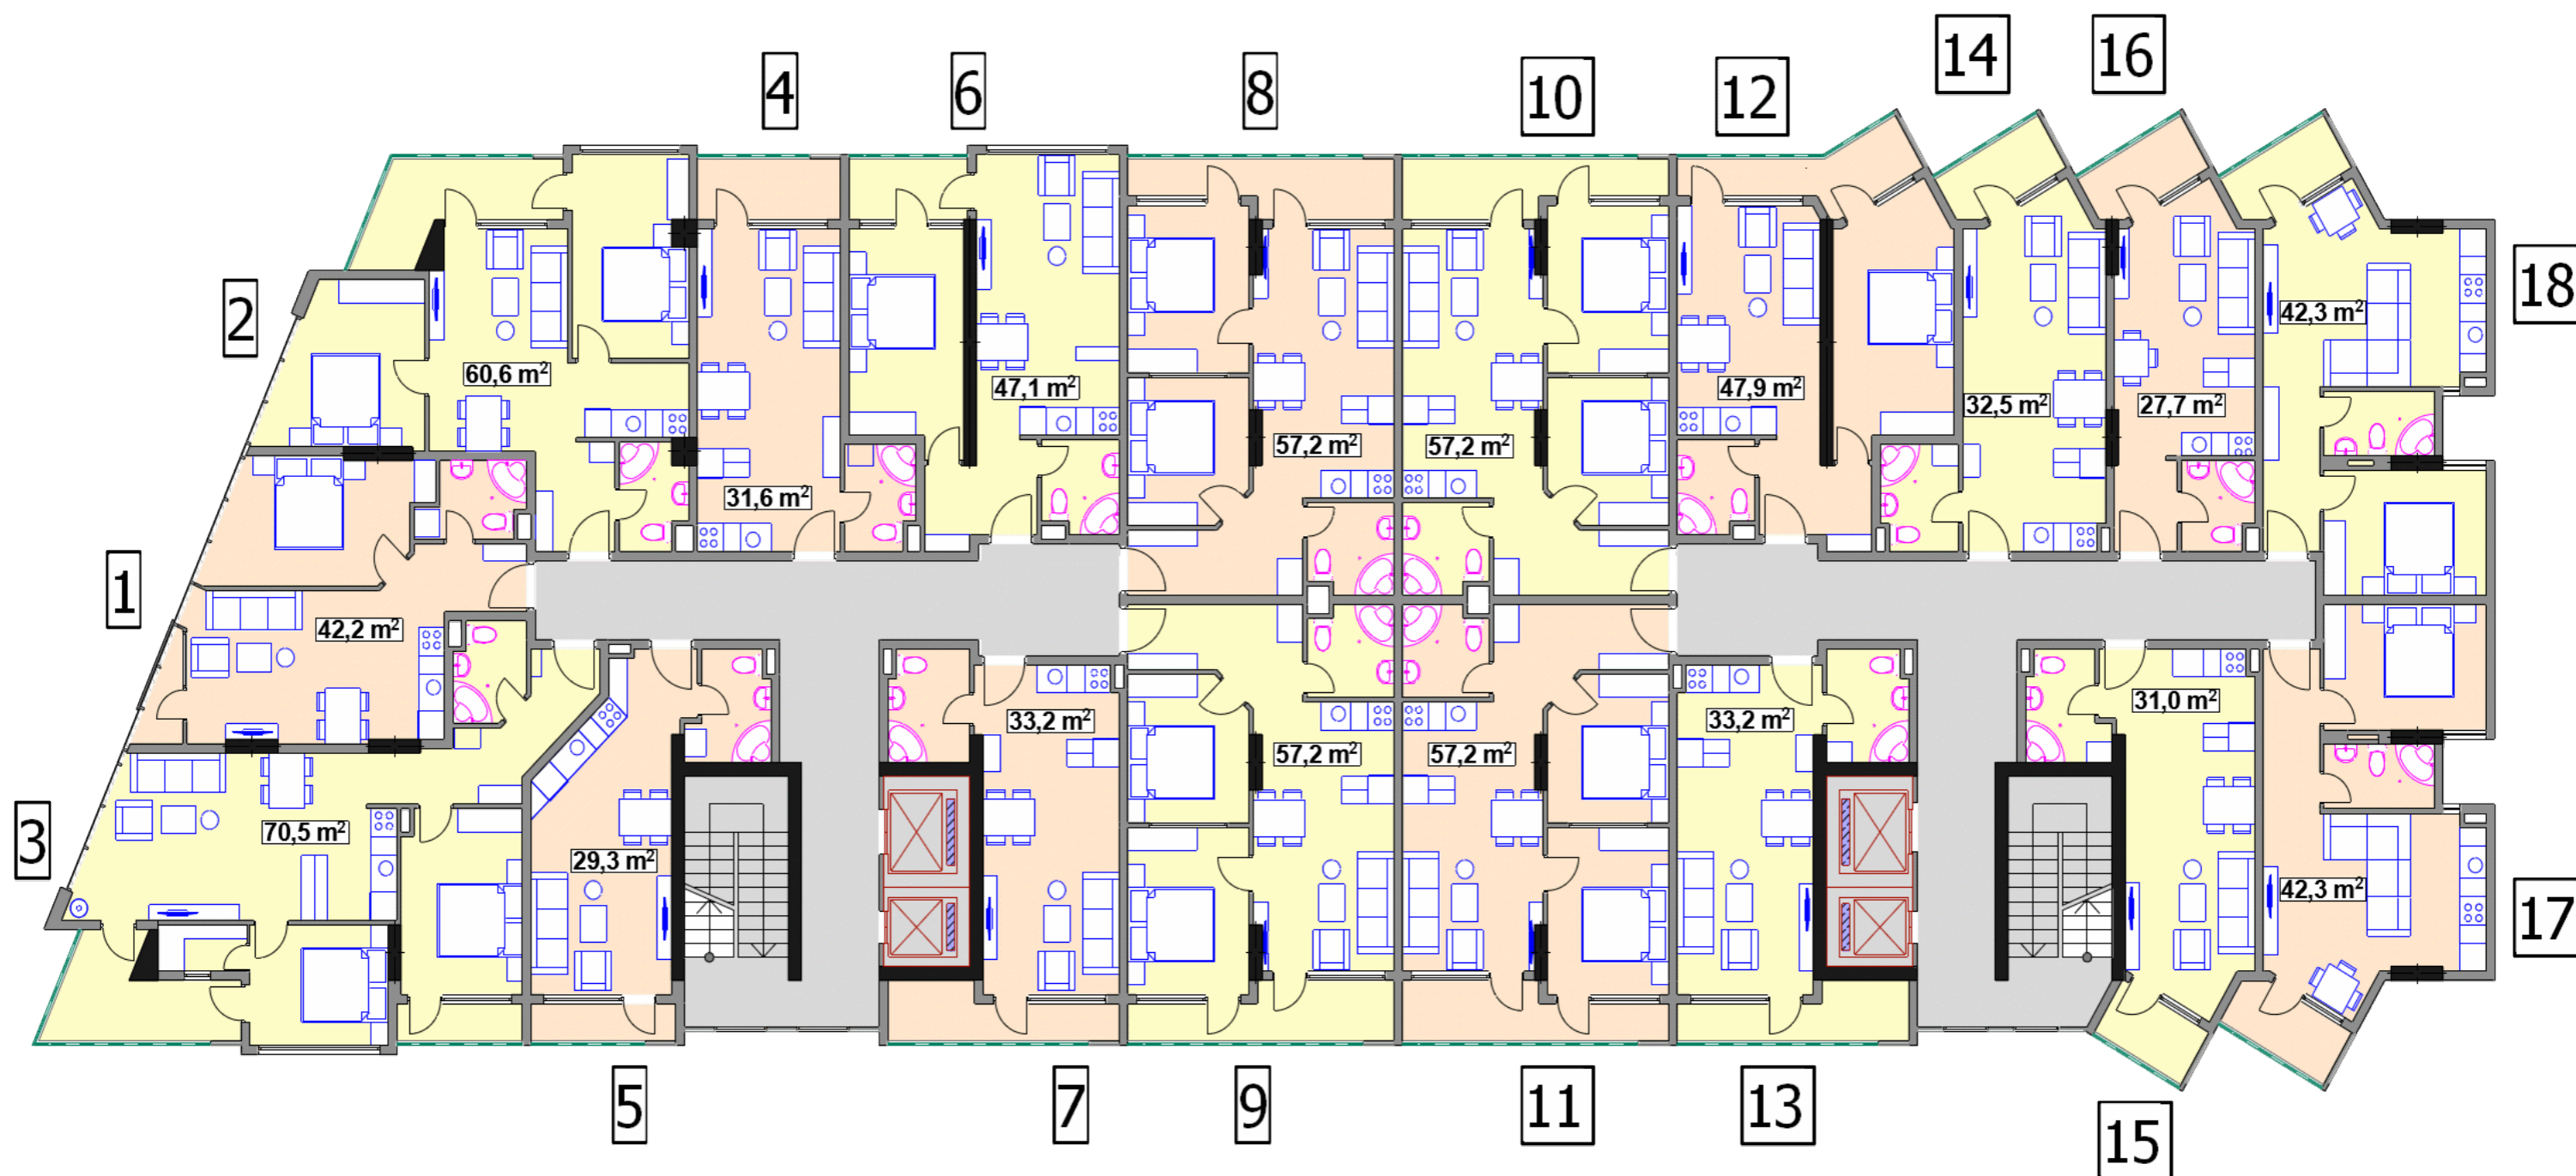 14
16
4
6
8
10
12
2
18
42,3 m²
60,6 m²
47,1 m²
47,9 m²
32,5 m²
27,7 m²
57,2 m²
57,2 m²
31,6 m²
1
42,2 m²
33,2 m²
33,2 m²
31,0 m²
57,2 m²
57,2 m²
3
70,5 m²
29,3 m²
42,3 m²
17
5
7
9
11
13
15